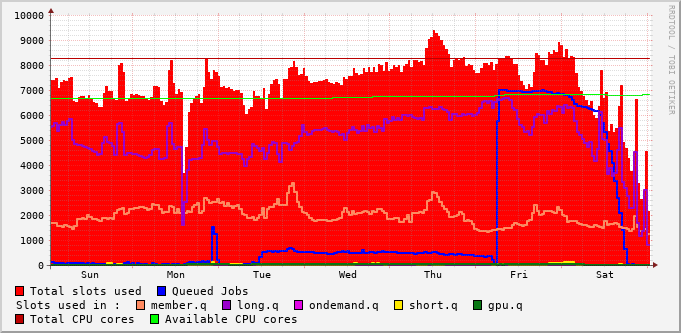 10000
9000
8000
7000
6000
5000
4000
3000
2000
1000
0
Sun Mon Tue Wed Thu Fri Sat
RRDTOOL / TOBI OETIKER
Total slots used Queued Jobs
Slots used in : member.q long.q ondemand.q short.q gpu.q
Total CPU cores Available CPU cores